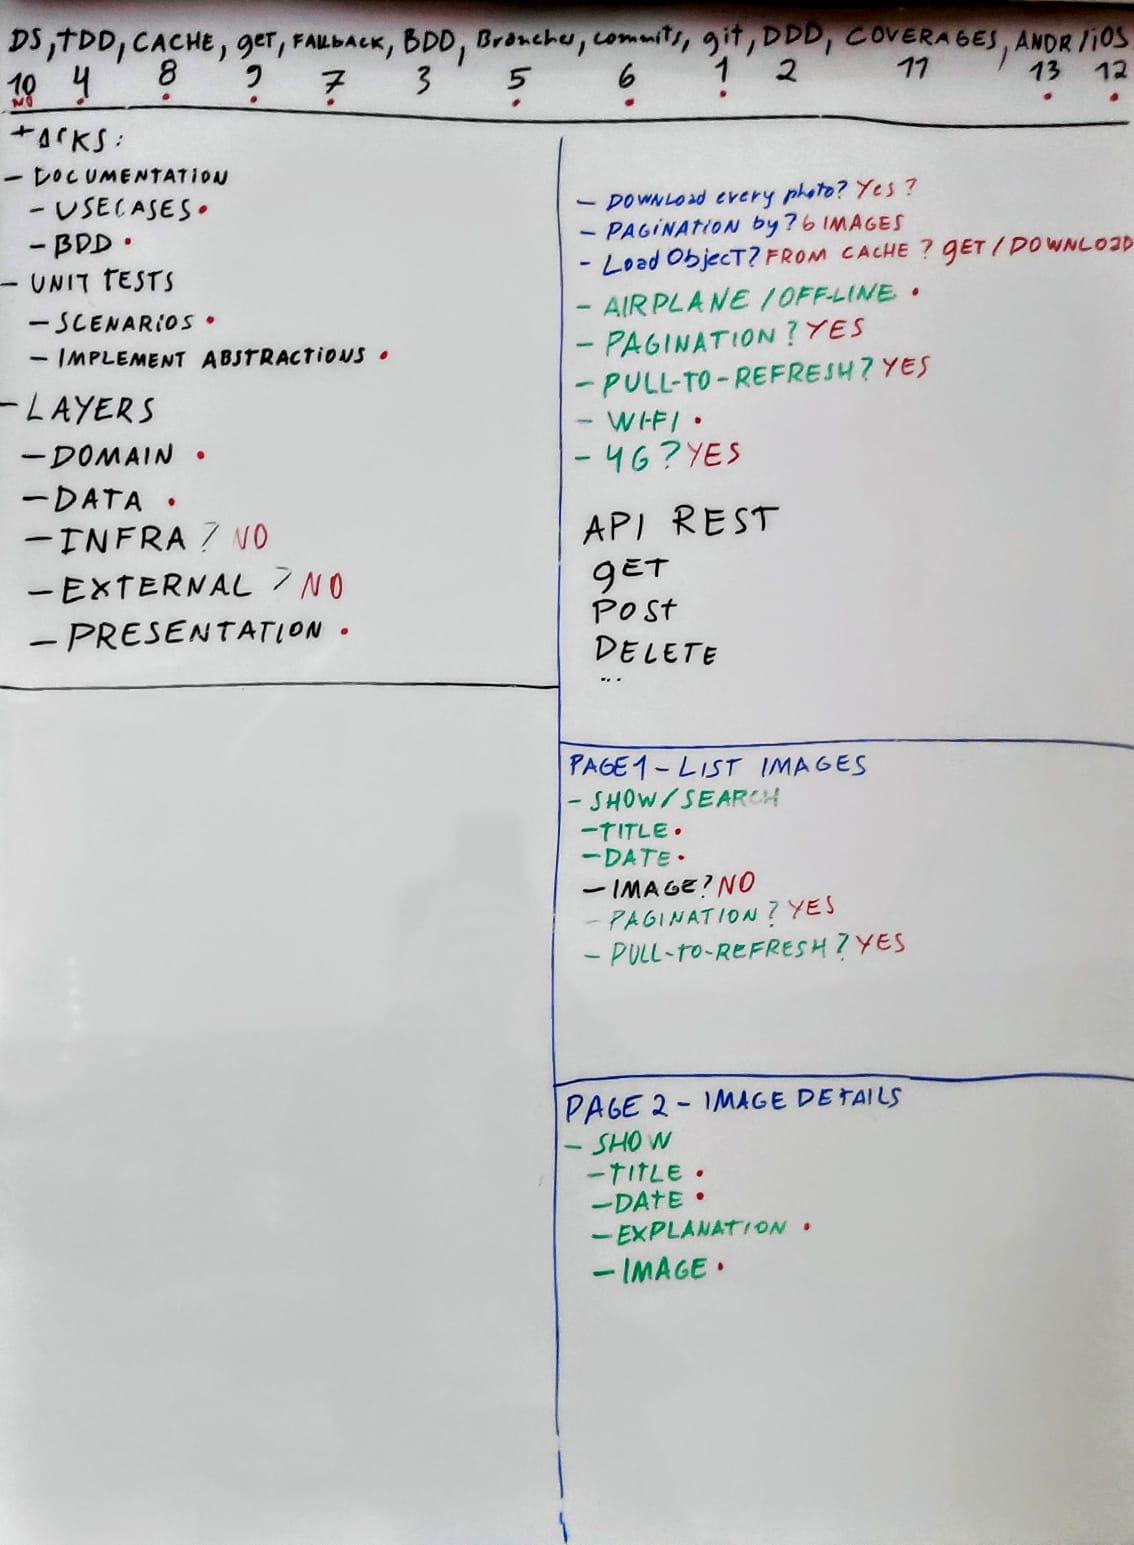 DS, TDD, CACHE, GET, FALLBACK, BDD, Branches, commits, git, DDD, COVERAGES, ANDR/iOS
10 4 8 9 7 3 5 6 1 2 11 13 12
NO
TASKS:
- DOCUMENTATION
- USECASES •
- BDD •
- UNIT TESTS
- SCENARIOS •
- IMPLEMENT ABSTRACTIONS •
- LAYERS
- DOMAIN •
- DATA •
- INFRA? NO
- EXTERNAL? NO
- PRESENTATION •
- DOWNLOad every photo? Yes?
- PAGINATION by? 6 IMAGES
- Load ObjecT? FROM CACHE? GET/DOWNLOAD
- AIRPLANE/OFF-LINE •
- PAGINATION? YES
- PULL-TO-REFRESH? YES
- WI-FI •
- 4G? YES
API REST
GET
POST
DELETE
...
PAGE 1 - LIST IMAGES
- SHOW/SEARCH
- TITLE •
- DATE •
- IMAGE? NO
- PAGINATION? YES
- PULL-TO-REFRESH? YES
PAGE 2 - IMAGE DETAILS
- SHOW
- TITLE •
- DATE •
- EXPLANATION •
- IMAGE •